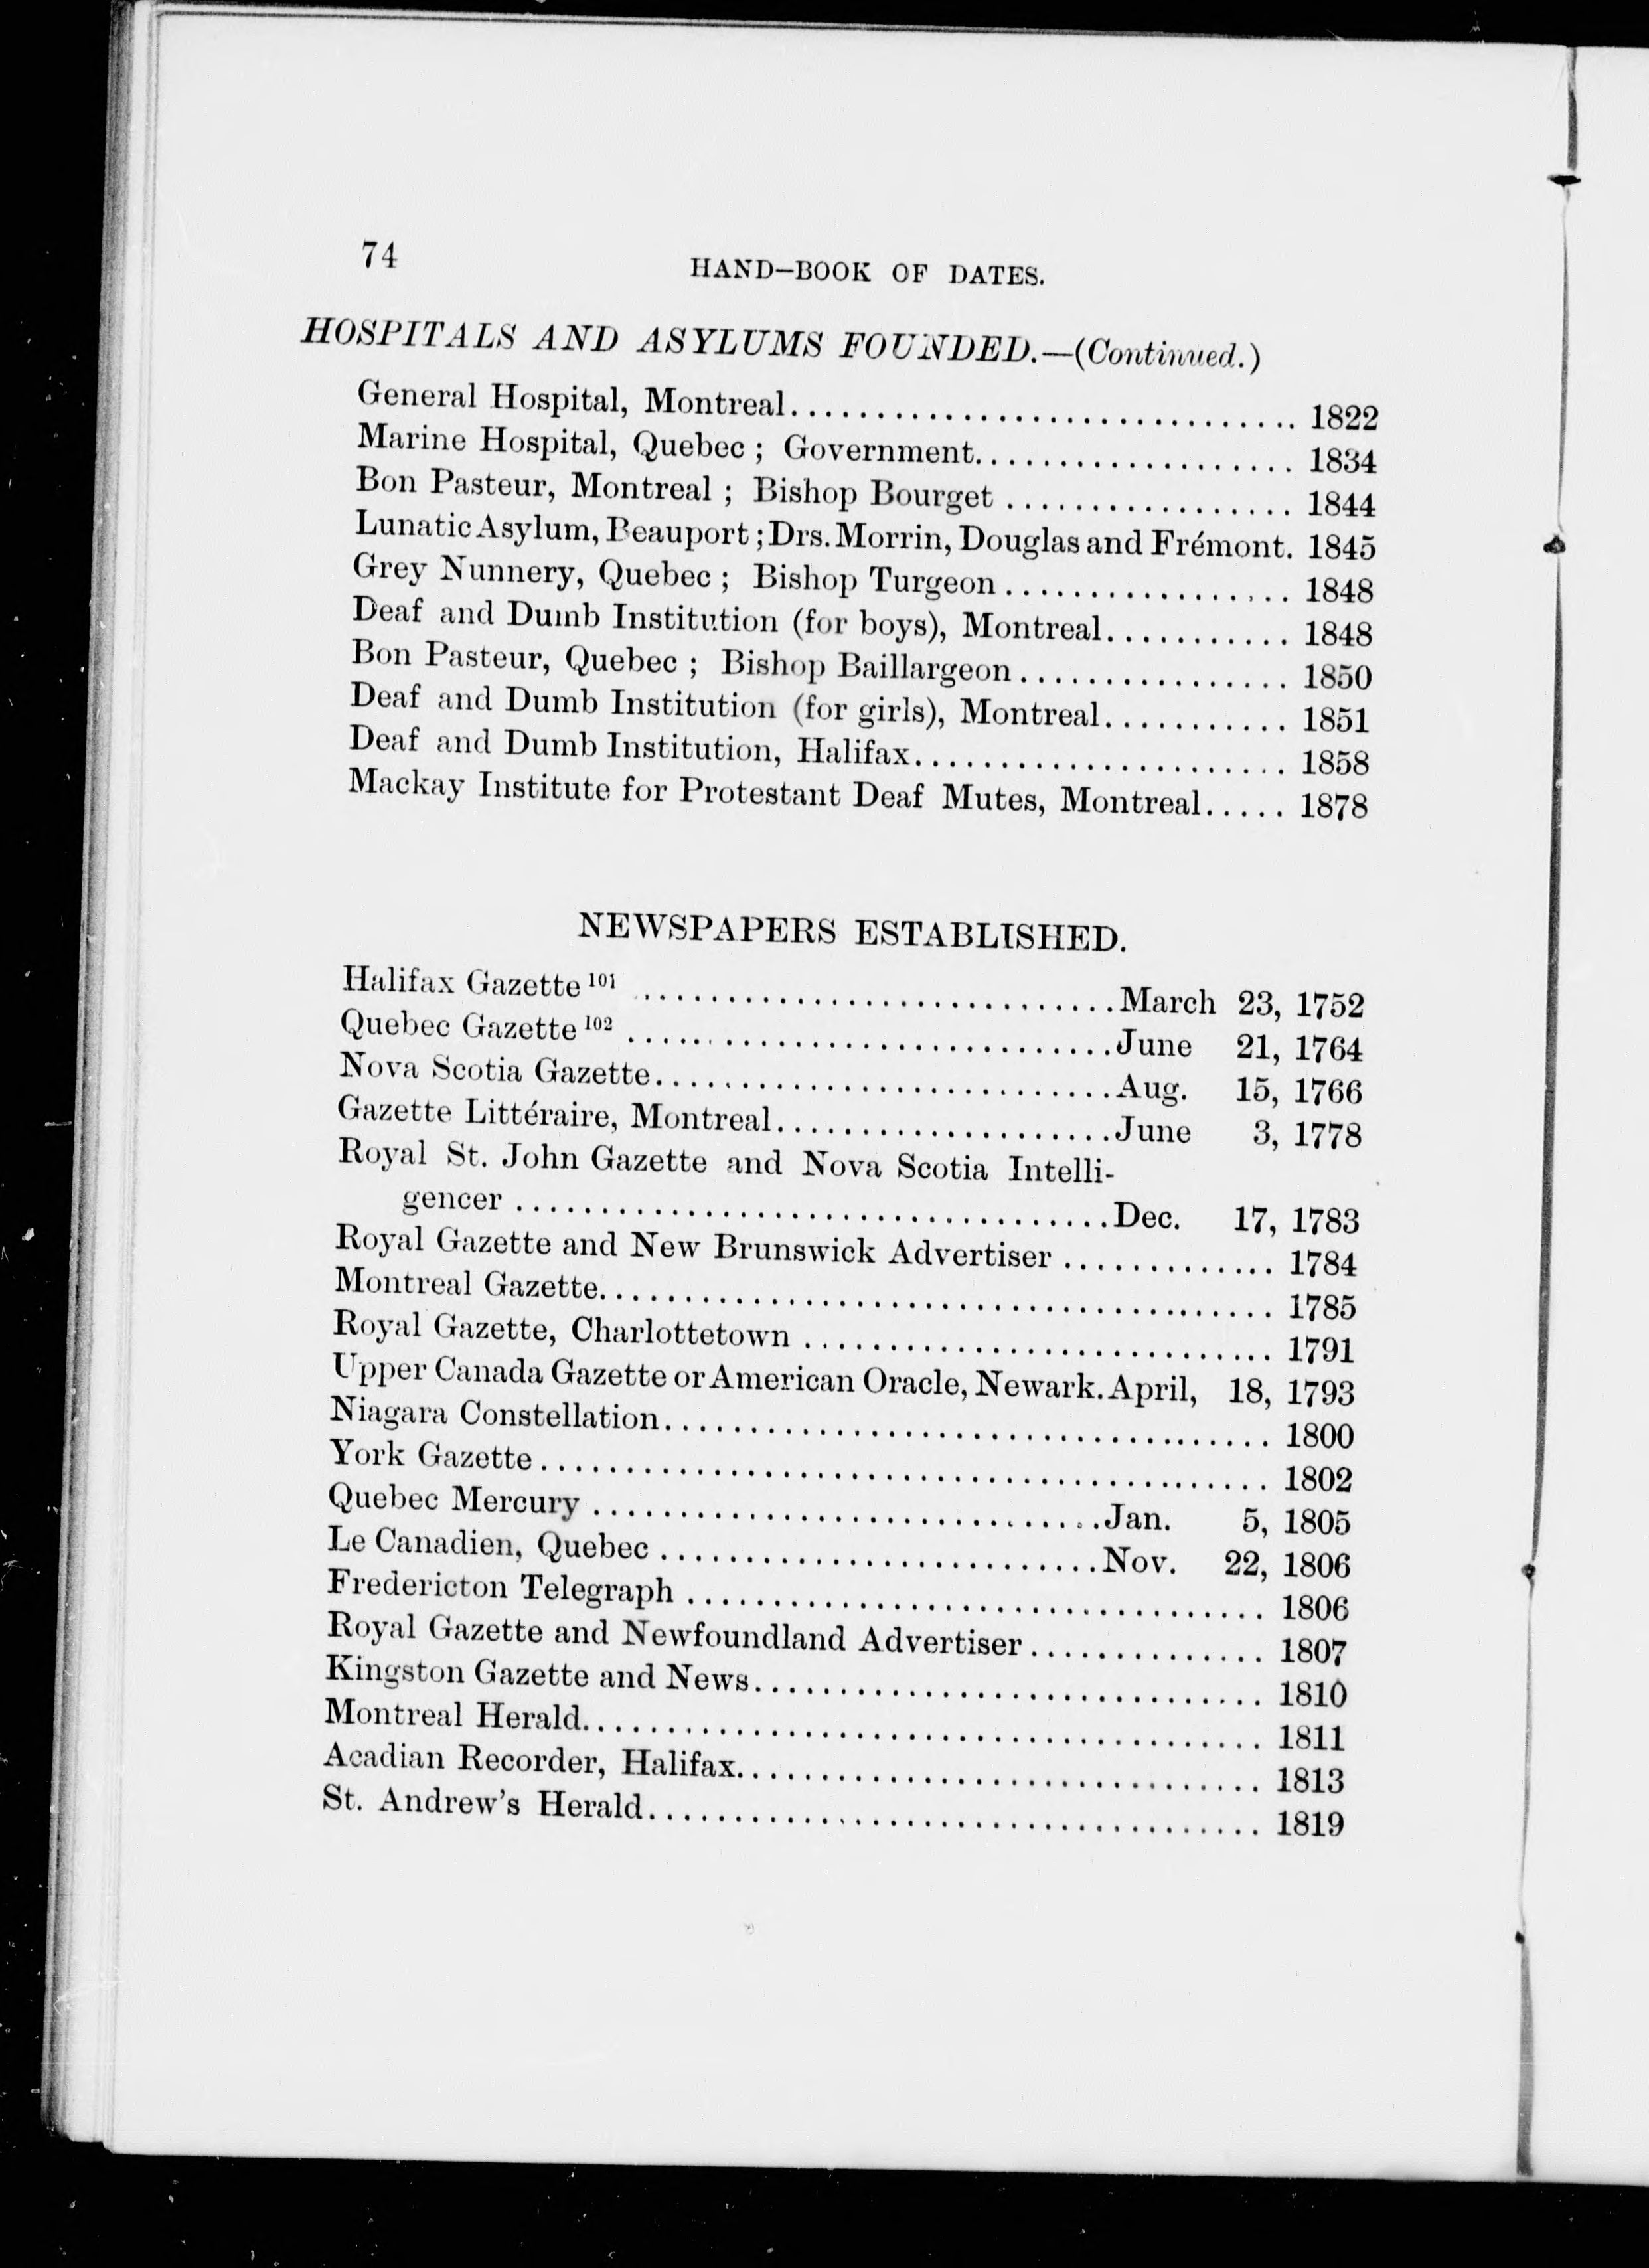 74
HAND-BOOK OF DATES.
HOSPITALS AND ASYLUMS FOUNDED.—(Continued.)
General Hospital, Montreal.............................. 1822
Marine Hospital, Quebec ; Government................... 1834
Bon Pasteur, Montreal ; Bishop Bourget ................. 1844
Lunatic Asylum, Beauport ; Drs. Morrin, Douglas and Frémont. 1845
Grey Nunnery, Quebec ; Bishop Turgeon ................. 1848
Deaf and Dumb Institution (for boys), Montreal........... 1848
Bon Pasteur, Quebec ; Bishop Baillargeon ................ 1850
Deaf and Dumb Institution (for girls), Montreal........... 1851
Deaf and Dumb Institution, Halifax...................... 1858
Mackay Institute for Protestant Deaf Mutes, Montreal..... 1878
NEWSPAPERS ESTABLISHED.
Halifax Gazette 101 ............................March 23, 1752
Quebec Gazette 102 .............................June 21, 1764
Nova Scotia Gazette...........................Aug. 15, 1766
Gazette Littéraire, Montreal....................June 3, 1778
Royal St. John Gazette and Nova Scotia Intelli-
gencer ...................................Dec. 17, 1783
Royal Gazette and New Brunswick Advertiser ............. 1784
Montreal Gazette........................................ 1785
Royal Gazette, Charlottetown ............................ 1791
Upper Canada Gazette or American Oracle, Newark. April, 18, 1793
Niagara Constellation.................................... 1800
York Gazette ........................................... 1802
Quebec Mercury ..............................Jan. 5, 1805
Le Canadien, Quebec ..........................Nov. 22, 1806
Fredericton Telegraph .................................. 1806
Royal Gazette and Newfoundland Advertiser .............. 1807
Kingston Gazette and News.............................. 1810
Montreal Herald........................................ 1811
Acadian Recorder, Halifax............................... 1813
St. Andrew's Herald.................................... 1819